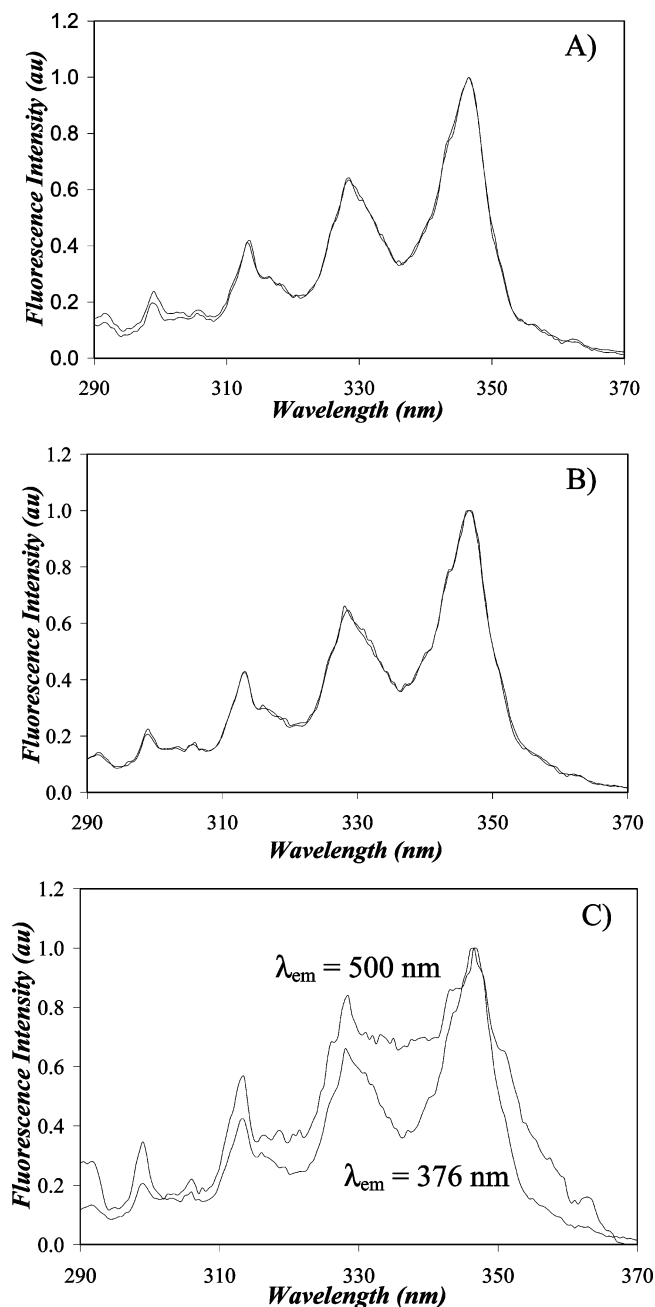 A)
Fluorescence Intensity (au)
1.2
1.0
0.8
0.6
0.4
0.2
0.0
290 310 330 350 370
Wavelength (nm)
B)
Fluorescence Intensity (au)
1.2
1.0
0.8
0.6
0.4
0.2
0.0
290 310 330 350 370
Wavelength (nm)
C)
Fluorescence Intensity (au)
1.2
1.0
0.8
0.6
0.4
0.2
0.0
λem = 500 nm
λem = 376 nm
290 310 330 350 370
Wavelength (nm)